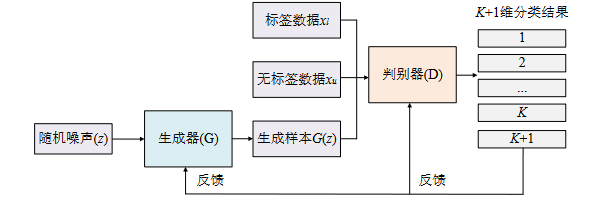 标签数据xl
K+1维分类结果
1
无标签数据xu
判别器(D)
2
...
K
随机噪声(z)
生成器(G)
生成样本G(z)
K+1
反馈
反馈